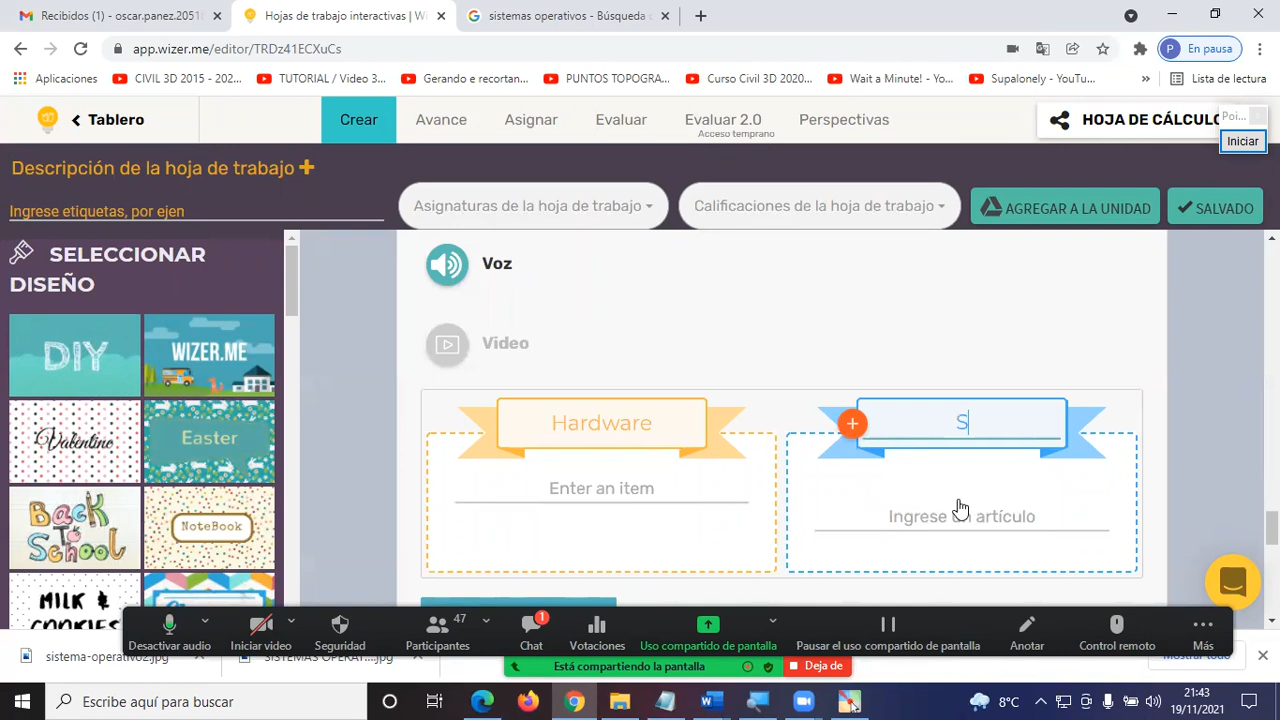 Recibidos (1) - oscar.panez.2051
Hojas de trabajo interactivas | Wi
sistemas operativos - Búsqueda
app.wizer.me/editor/TRDz41ECXuCs
P En pausa
Aplicaciones
CIVIL 3D 2015 - 202...
TUTORIAL / Video 3...
Gerando e recortan...
PUNTOS TOPOGRA...
Curso Civil 3D 2020...
Wait a Minute! - Yo...
Supalonely - YouTu...
»
Lista de lectura
Tablero
Crear
Avance
Asignar
Evaluar
Evaluar 2.0
Acceso temprano
Perspectivas
HOJA DE CÁLCULO
Poi...
Iniciar
Descripción de la hoja de trabajo +
Ingrese etiquetas, por ejen
Asignaturas de la hoja de trabajo
Calificaciones de la hoja de trabajo
AGREGAR A LA UNIDAD
SALVADO
SELECCIONAR
DISEÑO
DIY
WIZER.ME
Valentine
Easter
Back to School
NoteBook
MILK &
COOKIES
Voz
Video
Hardware
S
Enter an item
Ingrese un artículo
Desactivar audio
Iniciar video
Seguridad
47
Participantes
1
Chat
Votaciones
Uso compartido de pantalla
Pausar el uso compartido de pantalla
Anotar
Control remoto
Más
sistema-operativo2.jpg
SISTEMAS OPERAT....jpg
Está compartiendo la pantalla
Deja de
Mostrar todo
Escribe aquí para buscar
8°C
21:43
19/11/2021